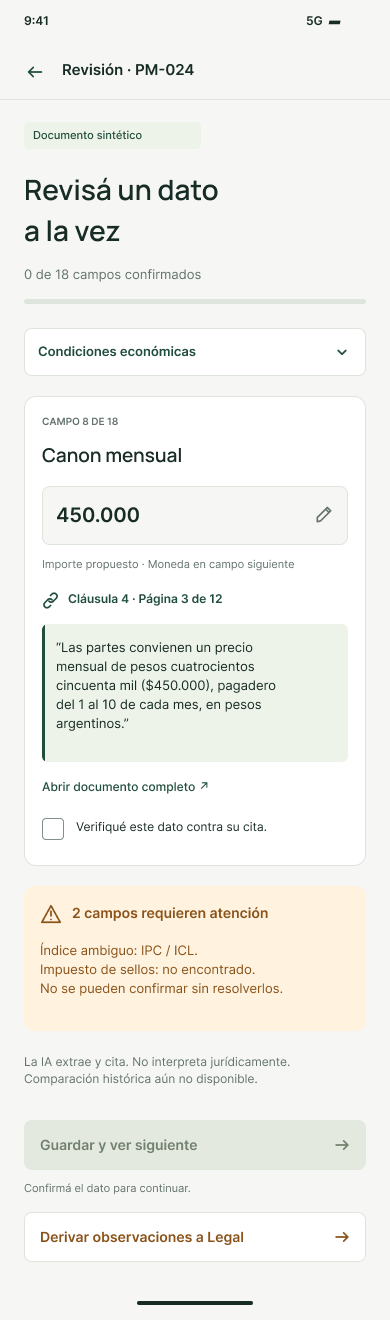 9:41
5G
Revisión · PM-024
Documento sintético
Revisá un dato
a la vez
0 de 18 campos confirmados
Condiciones económicas
CAMPO 8 DE 18
Canon mensual
450.000
Importe propuesto · Moneda en campo siguiente
Cláusula 4 · Página 3 de 12
“Las partes convienen un precio
mensual de pesos cuatrocientos
cincuenta mil ($450.000), pagadero
del 1 al 10 de cada mes, en pesos
argentinos.”
Abrir documento completo ↗
Verifiqué este dato contra su cita.
2 campos requieren atención
Índice ambiguo: IPC / ICL.
Impuesto de sellos: no encontrado.
No se pueden confirmar sin resolverlos.
La IA extrae y cita. No interpreta jurídicamente.
Comparación histórica aún no disponible.
Guardar y ver siguiente
Confirmá el dato para continuar.
Derivar observaciones a Legal